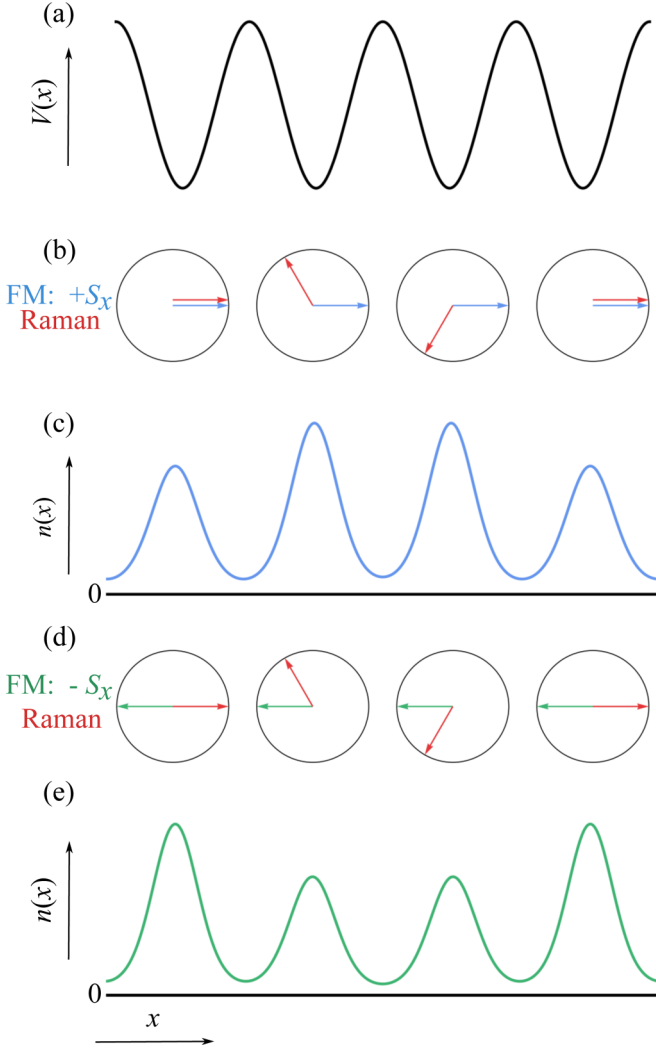 (a)
V(x)
(b)
FM: +Sx
Raman
(c)
n(x)
0
(d)
FM: - Sx
Raman
(e)
n(x)
0
x